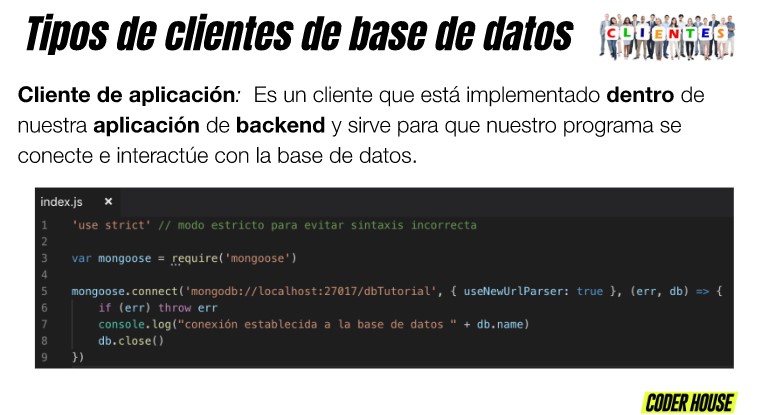 Tipos de clientes de base de datos
CLIENTES
Cliente de aplicación: Es un cliente que está implementado dentro de
nuestra aplicación de backend y sirve para que nuestro programa se
conecte e interactúe con la base de datos.
index.js ×
1 'use strict' // modo estricto para evitar sintaxis incorrecta
2
3 var mongoose = require('mongoose')
4
5 mongoose.connect('mongodb://localhost:27017/dbTutorial', { useNewUrlParser: true }, (err, db) => {
6 if (err) throw err
7 console.log("conexión establecida a la base de datos " + db.name)
8 db.close()
9 })
CODER HOUSE